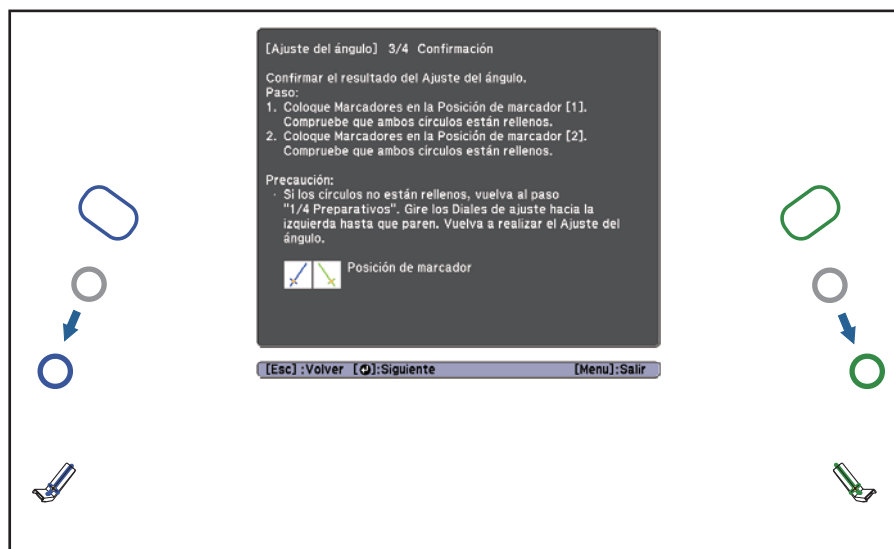 [Ajuste del ángulo] 3/4 Confirmación
Confirmar el resultado del Ajuste del ángulo.
Paso:
1. Coloque Marcadores en la Posición de marcador [1].
Compruebe que ambos círculos están rellenos.
2. Coloque Marcadores en la Posición de marcador [2].
Compruebe que ambos círculos están rellenos.
Precaución:
· Si los círculos no están rellenos, vuelva al paso
"1/4 Preparativos". Gire los Diales de ajuste hacia la
izquierda hasta que paren. Vuelva a realizar el Ajuste del
ángulo.
Posición de marcador
[Esc] :Volver [↵]:Siguiente [Menu]:Salir